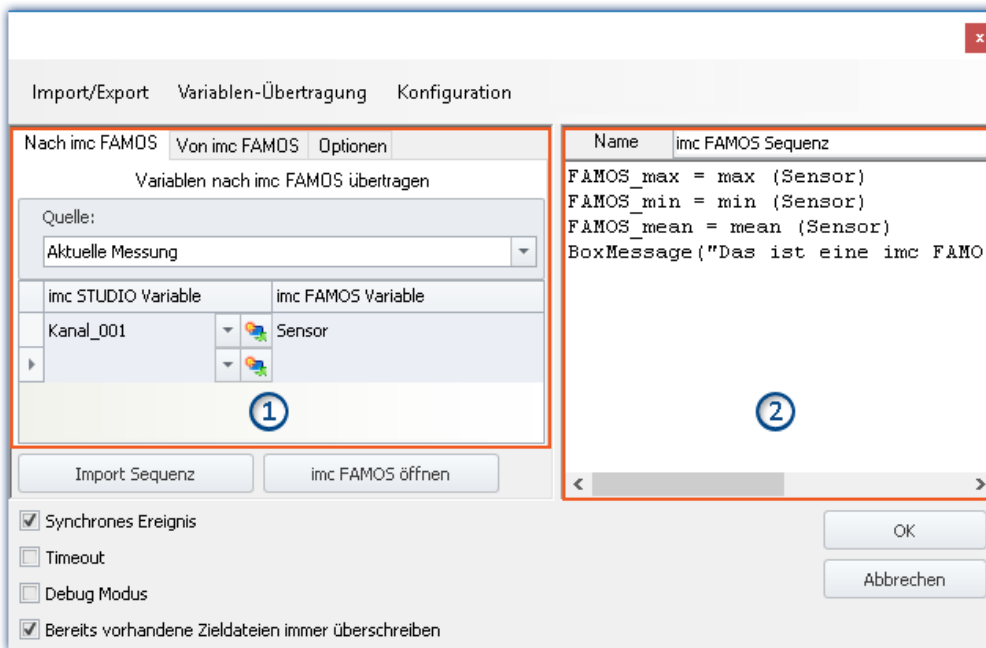 x
Import/Export Variablen-Übertragung Konfiguration
Nach imc FAMOS Von imc FAMOS Optionen
Variablen nach imc FAMOS übertragen
Quelle:
Aktuelle Messung
imc STUDIO Variable imc FAMOS Variable
Kanal_001 Sensor
1
Import Sequenz imc FAMOS öffnen
Name imc FAMOS Sequenz
FAMOS_max = max (Sensor)
FAMOS_min = min (Sensor)
FAMOS_mean = mean (Sensor)
BoxMessage("Das ist eine imc FAMO
2
Synchrones Ereignis
Timeout
Debug Modus
Bereits vorhandene Zieldateien immer überschreiben
OK
Abbrechen